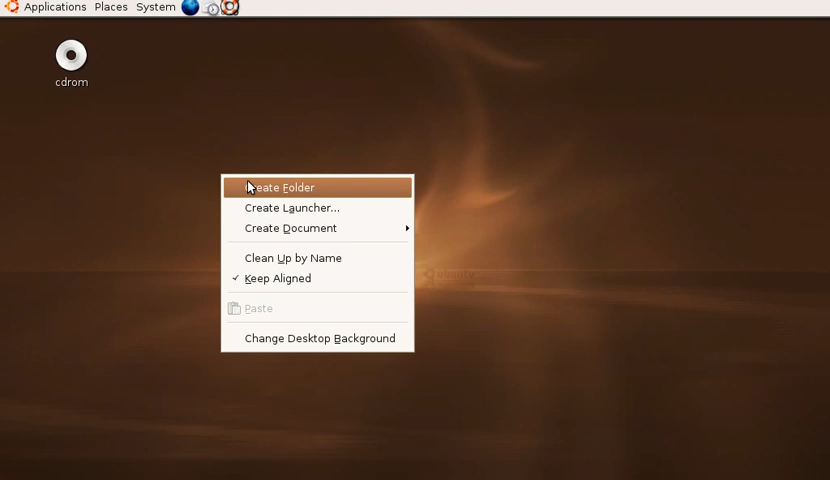 Applications Places System
cdrom
Create Folder
Create Launcher...
Create Document
Clean Up by Name
Keep Aligned
Paste
Change Desktop Background
ubuntu